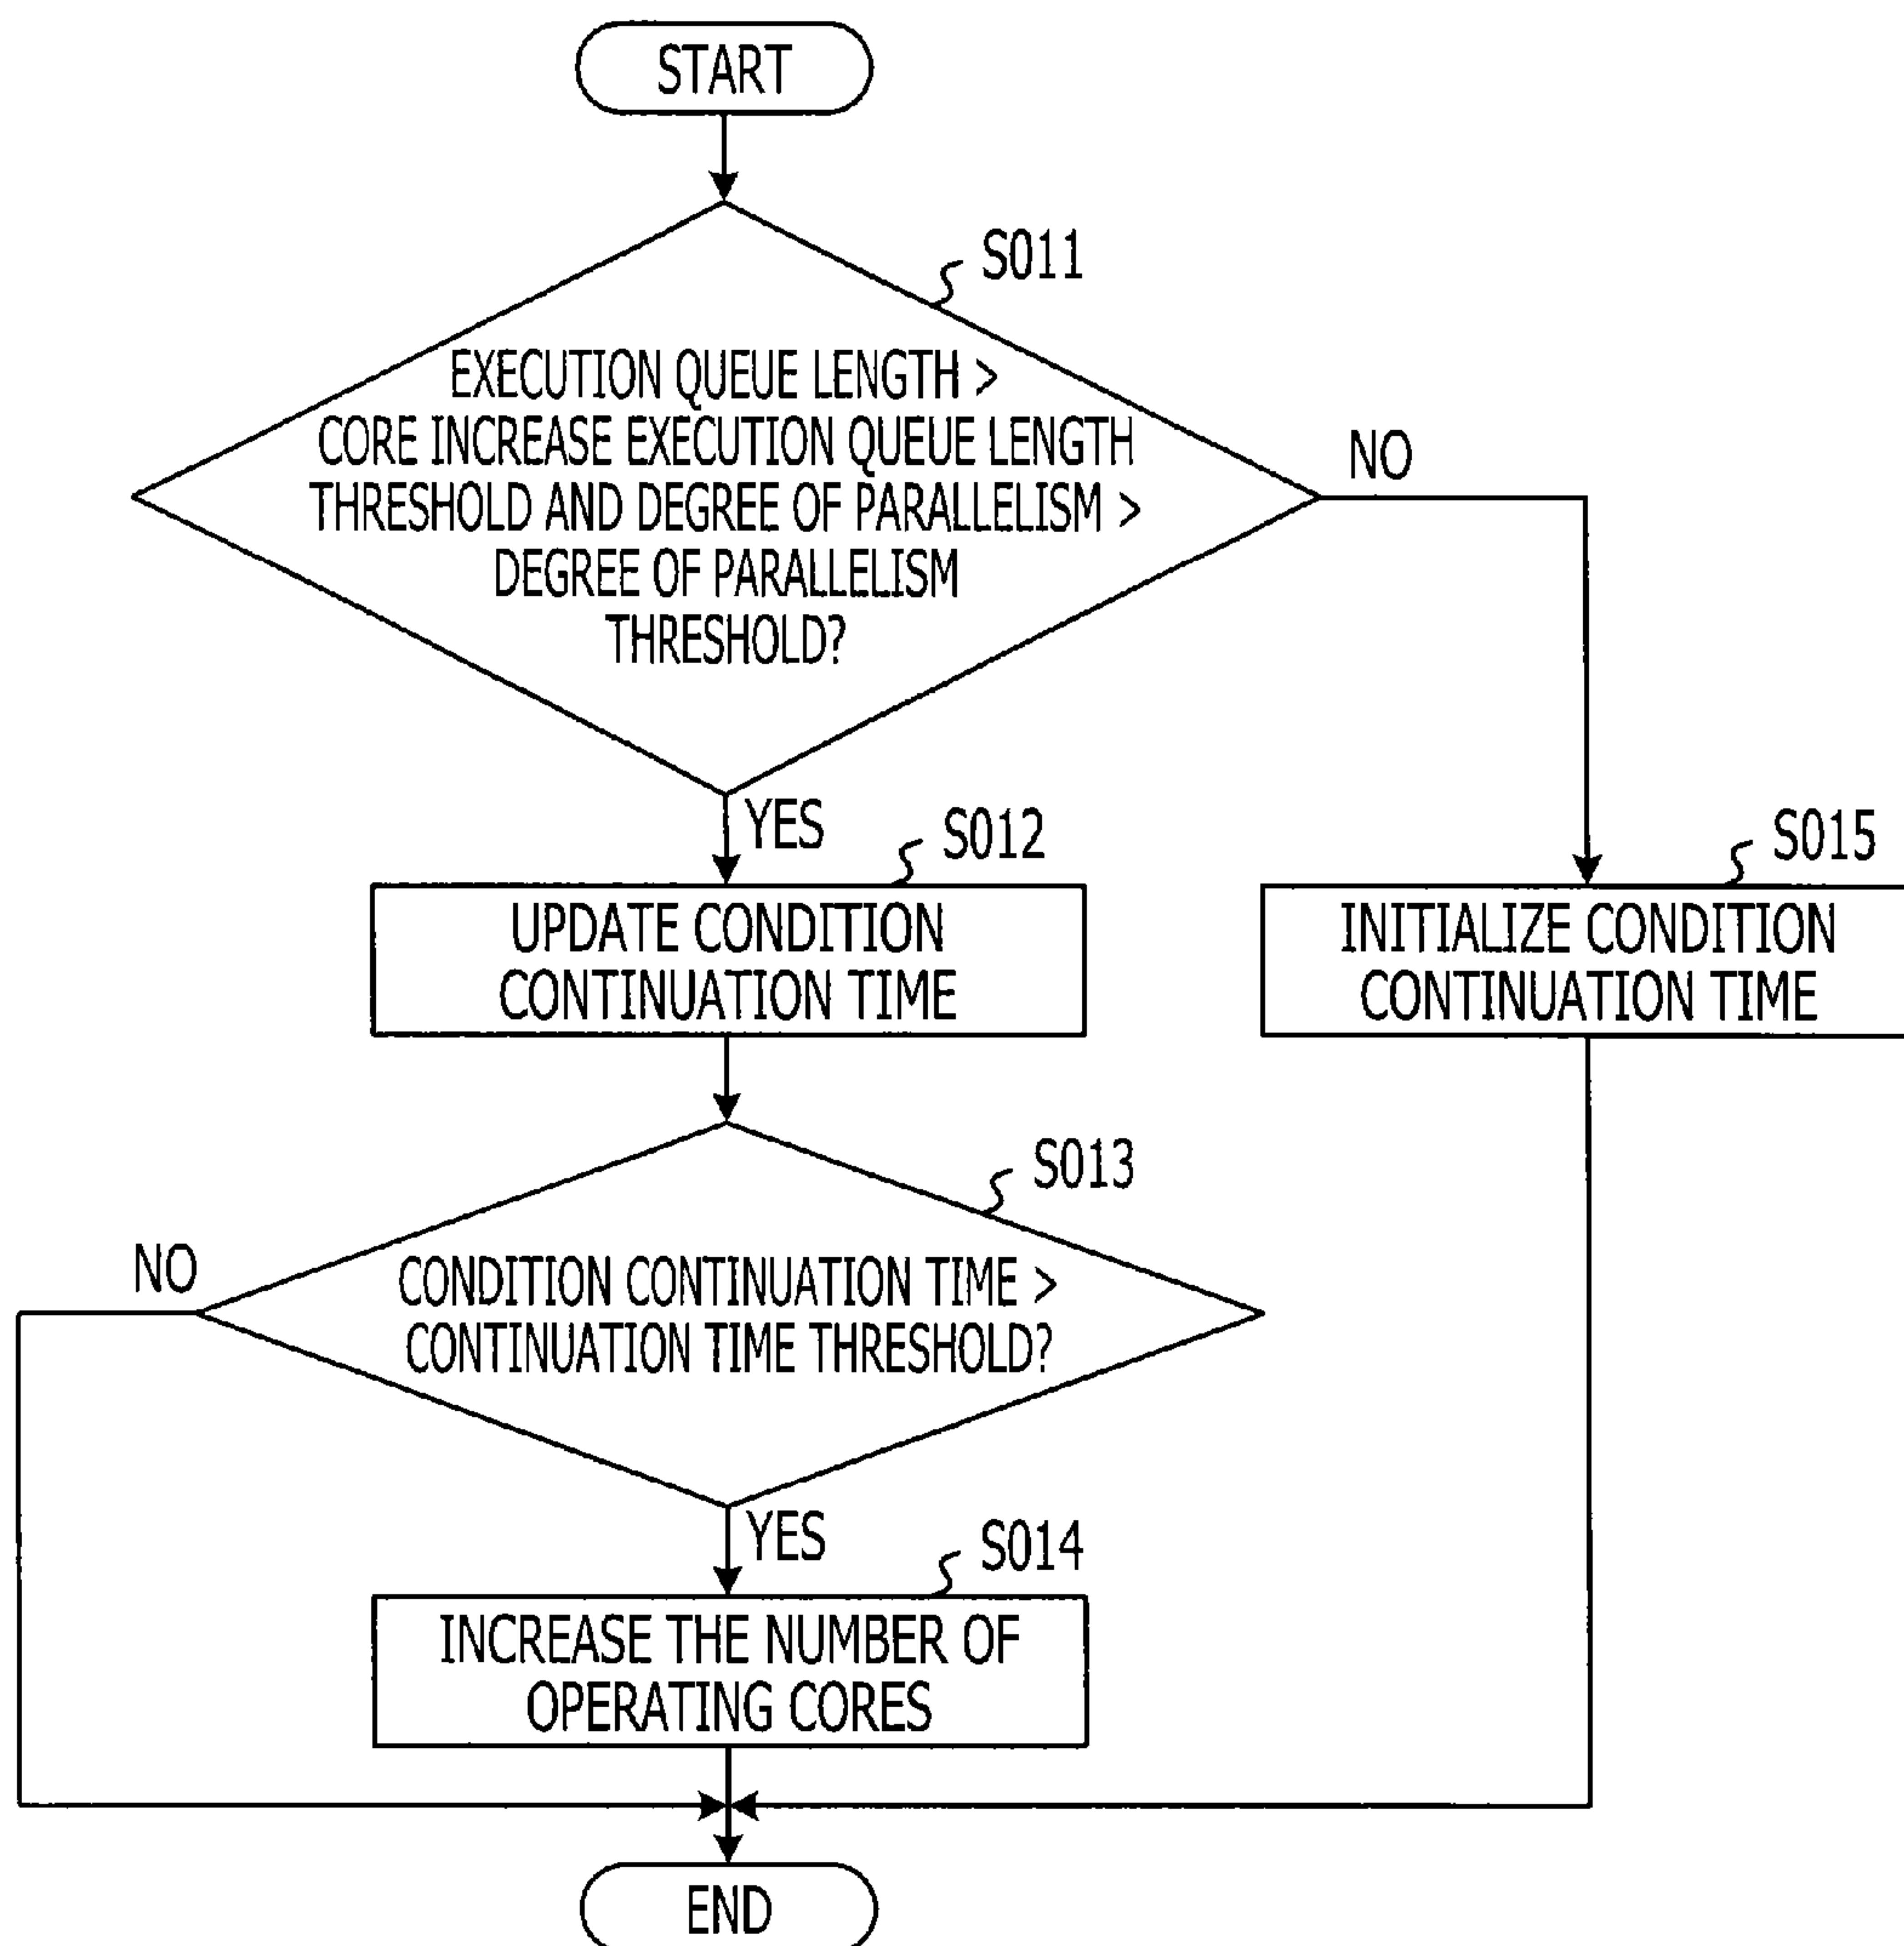 START
S011
EXECUTION QUEUE LENGTH >
CORE INCREASE EXECUTION QUEUE LENGTH
THRESHOLD AND DEGREE OF PARALLELISM >
DEGREE OF PARALLELISM
THRESHOLD?
NO
YES
S012
UPDATE CONDITION
CONTINUATION TIME
S015
INITIALIZE CONDITION
CONTINUATION TIME
S013
NO
CONDITION CONTINUATION TIME >
CONTINUATION TIME THRESHOLD?
YES
S014
INCREASE THE NUMBER OF
OPERATING CORES
END